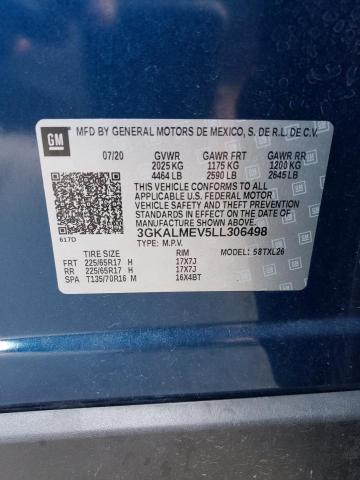 GM
MFD BY GENERAL MOTORS DE MEXICO, S. DE R.L. DE C.V.
07/20 GVWR GAWR FRT GAWR RR
2025 KG 1175 KG 1200 KG
4464 LB 2590 LB 2645 LB
THIS VEHICLE CONFORMS TO ALL
APPLICABLE U.S. FEDERAL MOTOR
VEHICLE SAFETY, BUMPER, AND THEFT
PREVENTION STANDARDS IN EFFECT ON
THE DATE OF MANUFACTURE SHOWN ABOVE.
617D 3GKALMEV5LL306498
TYPE: M.P.V. MODEL: 58TXL26
TIRE SIZE RIM
FRT 225/65R17 H 17X7J
RR 225/65R17 H 17X7J
SPA T135/70R16 M 16X4BT